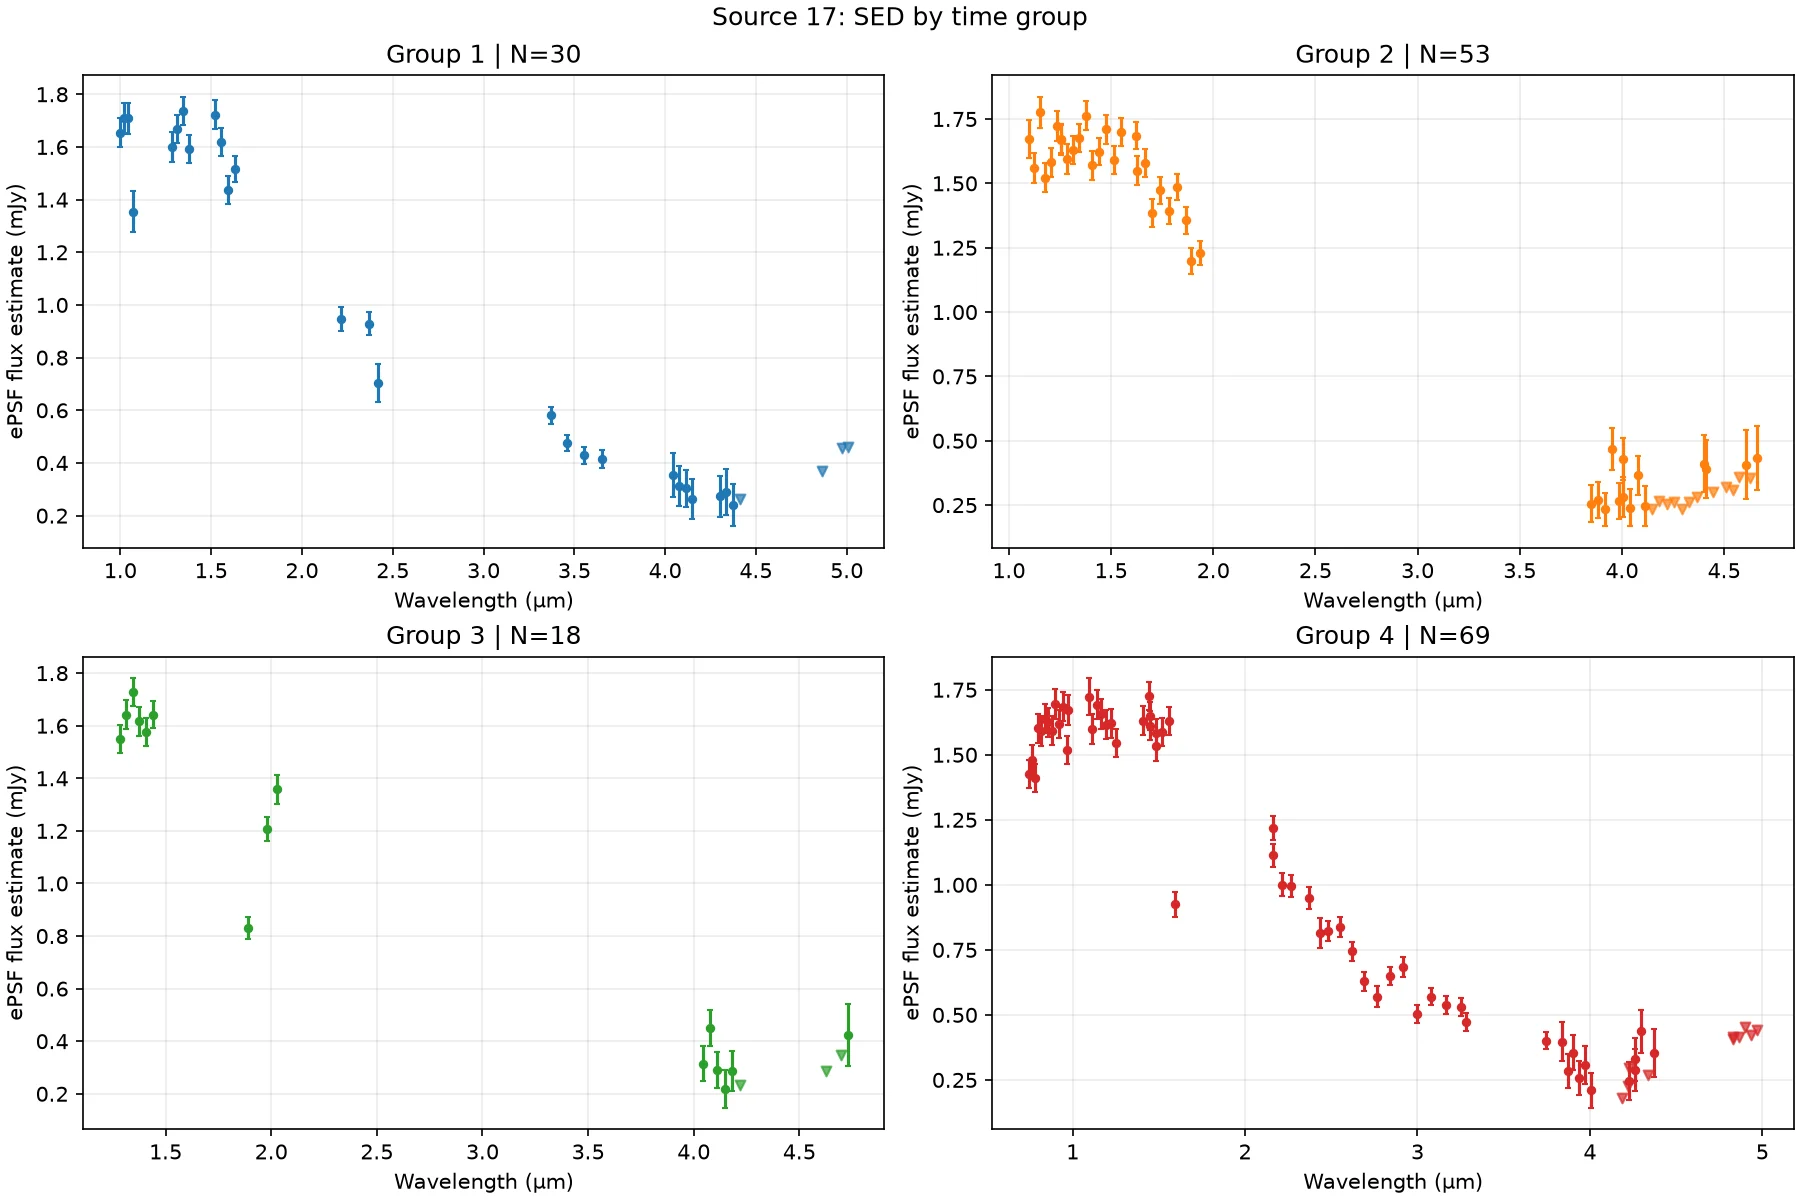 Source 17: SED by time group
Group 1 | N=30
ePSF flux estimate (mJy)
1.8
1.6
1.4
1.2
1.0
0.8
0.6
0.4
0.2
1.0 1.5 2.0 2.5 3.0 3.5 4.0 4.5 5.0
Wavelength (μm)
Group 2 | N=53
ePSF flux estimate (mJy)
1.75
1.50
1.25
1.00
0.75
0.50
0.25
1.0 1.5 2.0 2.5 3.0 3.5 4.0 4.5
Wavelength (μm)
Group 3 | N=18
ePSF flux estimate (mJy)
1.8
1.6
1.4
1.2
1.0
0.8
0.6
0.4
0.2
1.5 2.0 2.5 3.0 3.5 4.0 4.5
Wavelength (μm)
Group 4 | N=69
ePSF flux estimate (mJy)
1.75
1.50
1.25
1.00
0.75
0.50
0.25
1 2 3 4 5
Wavelength (μm)